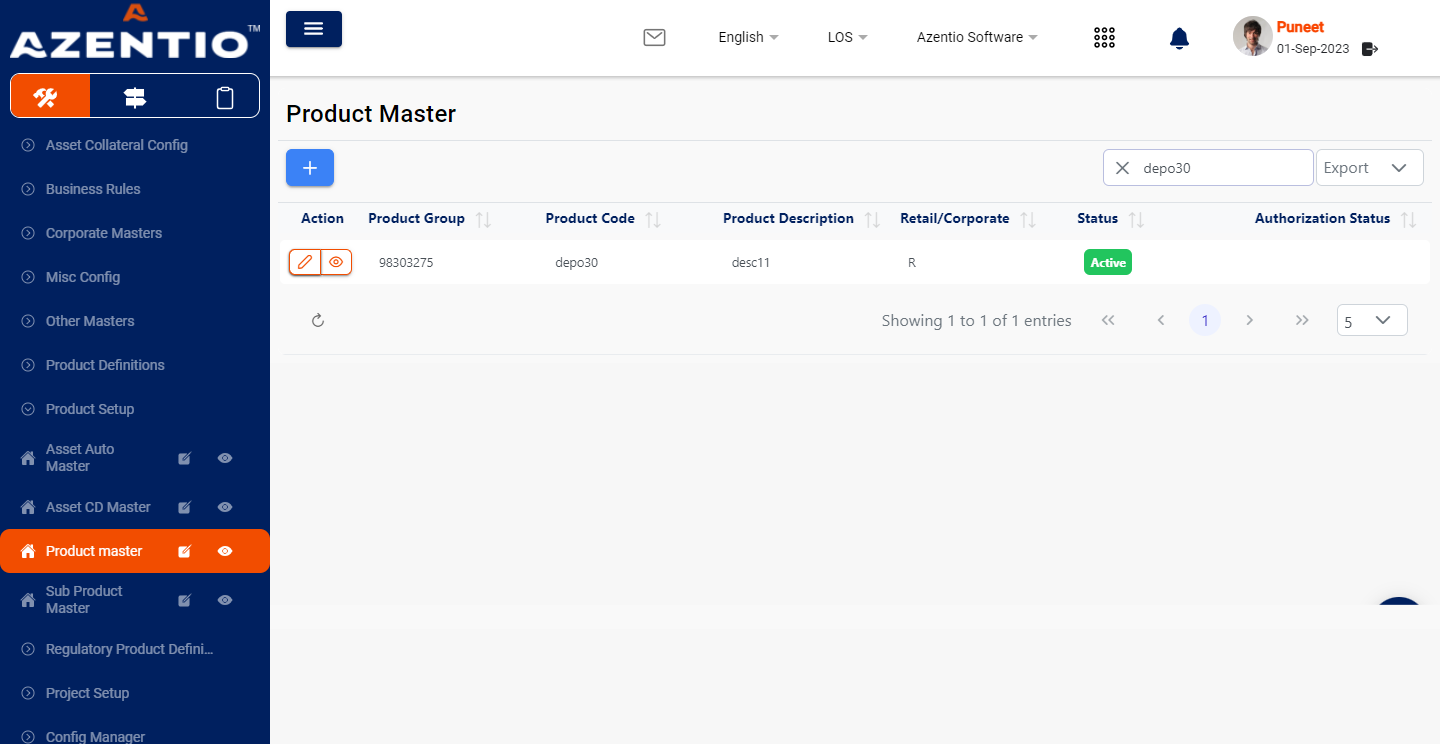 AZENTIO™
English
LOS
Azentio Software
Puneet
01-Sep-2023
Asset Collateral Config
Business Rules
Corporate Masters
Misc Config
Other Masters
Product Definitions
Product Setup
Asset Auto
Master
Asset CD Master
Product master
Sub Product
Master
Regulatory Product Defini...
Project Setup
Config Manager
Product Master
depo30
Export
Action Product Group Product Code Product Description Retail/Corporate Status Authorization Status
98303275 depo30 desc11 R Active
Showing 1 to 1 of 1 entries 1 5